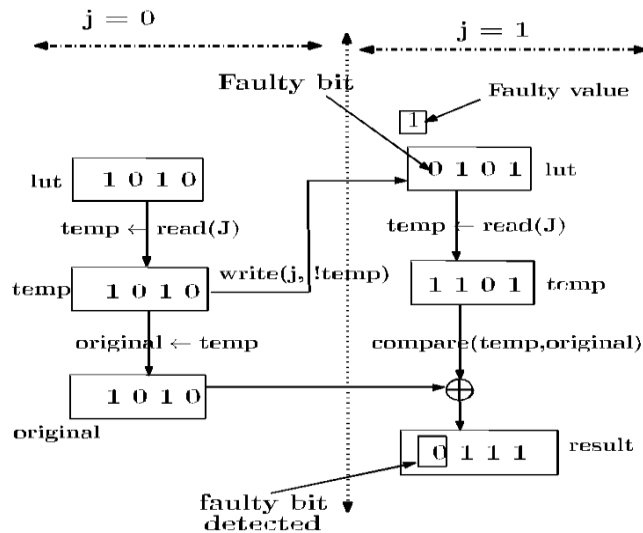 j = 0
j = 1
Faulty bit
Faulty value
1
lut 1 0 1 0
0 1 0 1 lut
temp ← read(J)
temp ← read(J)
temp 1 0 1 0
write(j, !temp)
1 1 0 1 temp
original ← temp
compare(temp,original)
1 0 1 0
original
0 1 1 1 result
faulty bit
detected